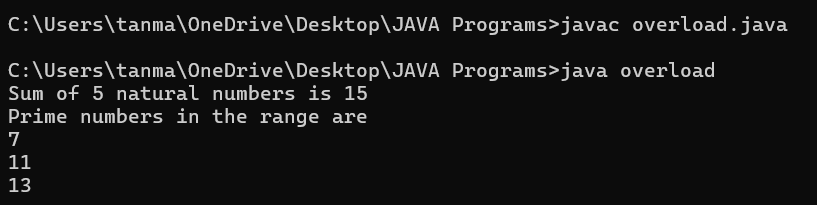 C:\Users\tanma\OneDrive\Desktop\JAVA Programs>javac overload.java
C:\Users\tanma\OneDrive\Desktop\JAVA Programs>java overload
Sum of 5 natural numbers is 15
Prime numbers in the range are
7
11
13